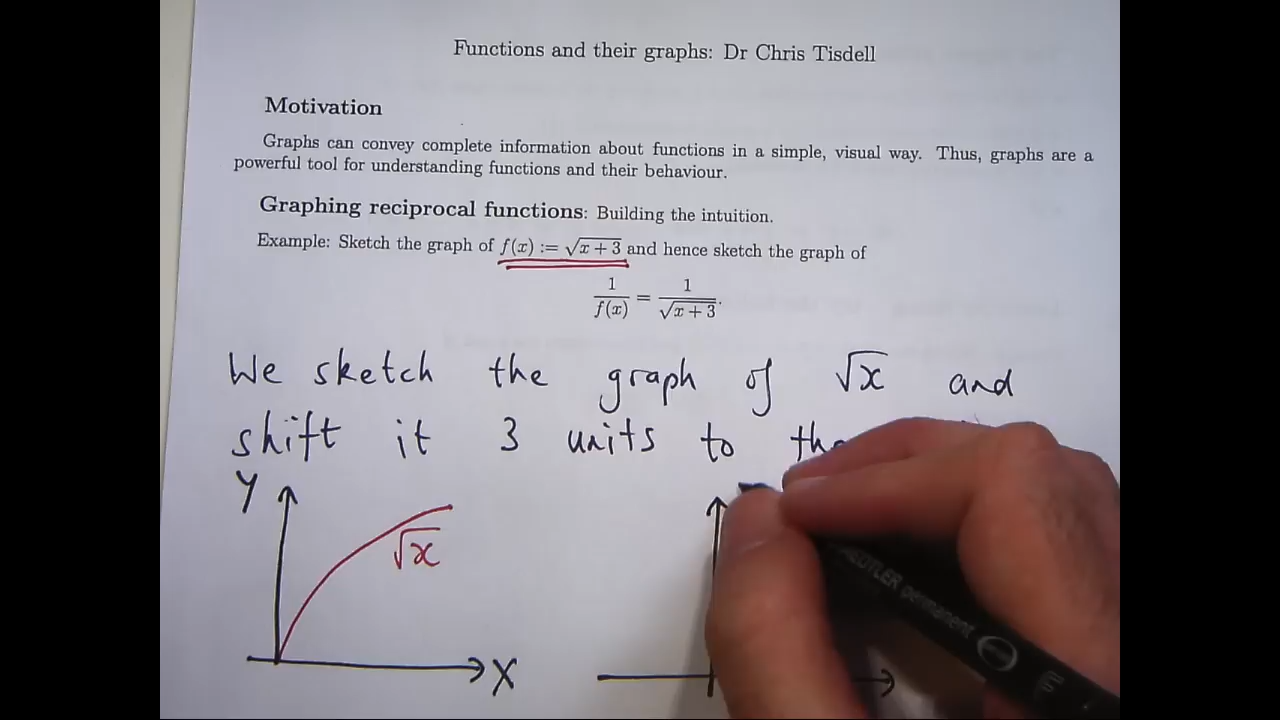 Functions and their graphs: Dr Chris Tisdell
Motivation
Graphs can convey complete information about functions in a simple, visual way. Thus, graphs are a
powerful tool for understanding functions and their behaviour.
Graphing reciprocal functions: Building the intuition.
Example: Sketch the graph of f(x) := √(x + 3) and hence sketch the graph of
1/f(x) = 1/√(x + 3).
We sketch the graph of √x and
shift it 3 units to
Y
√x
X
STAEDTLER permanent